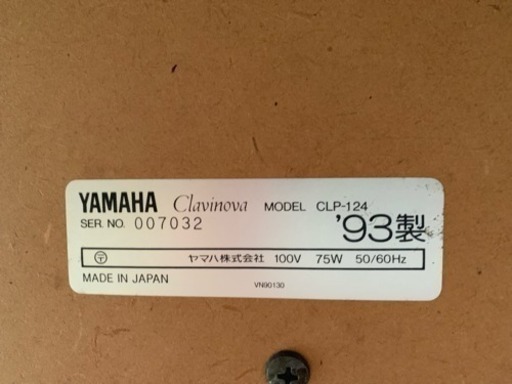 YAMAHA Clavinova MODEL CLP-124
SER. NO. 007032 '93製
〒 ヤマハ株式会社 100V 75W 50/60Hz
MADE IN JAPAN VN90130